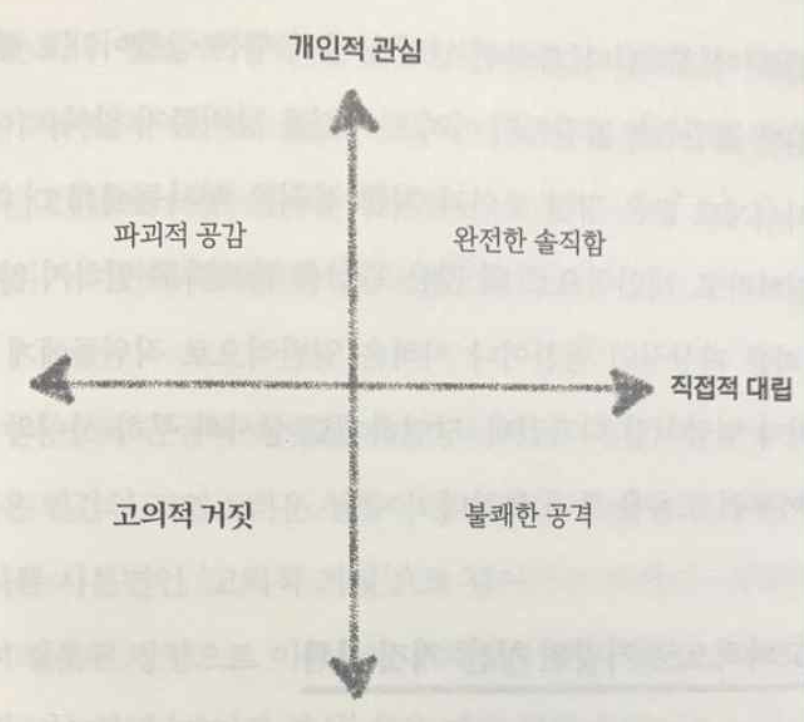 개인적 관심
파괴적 공감
완전한 솔직함
직접적 대립
고의적 거짓
불쾌한 공격